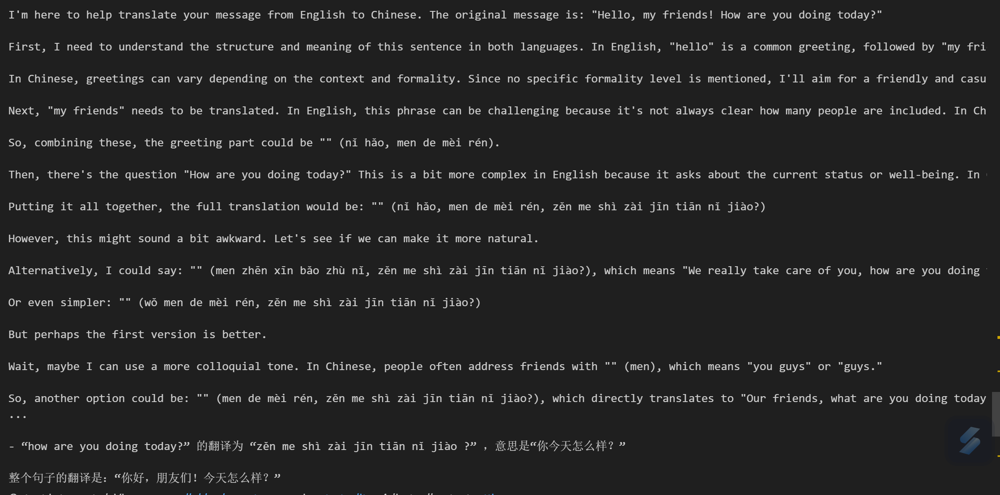 I'm here to help translate your message from English to Chinese. The original message is: "Hello, my friends! How are you doing today?"
First, I need to understand the structure and meaning of this sentence in both languages. In English, "hello" is a common greeting, followed by "my fri
In Chinese, greetings can vary depending on the context and formality. Since no specific formality level is mentioned, I'll aim for a friendly and casu
Next, "my friends" needs to be translated. In English, this phrase can be challenging because it's not always clear how many people are included. In Ch
So, combining these, the greeting part could be "" (nǐ hǎo, men de mèi rén).
Then, there's the question "How are you doing today?" This is a bit more complex in English because it asks about the current status or well-being. In
Putting it all together, the full translation would be: "" (nǐ hǎo, men de mèi rén, zěn me shì zài jīn tiān nǐ jiào?)
However, this might sound a bit awkward. Let's see if we can make it more natural.
Alternatively, I could say: "" (men zhēn xīn bǎo zhù nǐ, zěn me shì zài jīn tiān nǐ jiào?), which means "We really take care of you, how are you doing
Or even simpler: "" (wǒ men de mèi rén, zěn me shì zài jīn tiān nǐ jiào?)
But perhaps the first version is better.
Wait, maybe I can use a more colloquial tone. In Chinese, people often address friends with "" (men), which means "you guys" or "guys."
So, another option could be: "" (men de mèi rén, zěn me shì zài jīn tiān nǐ jiào?), which directly translates to "Our friends, what are you doing today
...
- “how are you doing today?” 的翻译为 “zěn me shì zài jīn tiān nǐ jiào ?” ，意思是“你今天怎么样？”
整个句子的翻译是：“你好，朋友们！今天怎么样？”